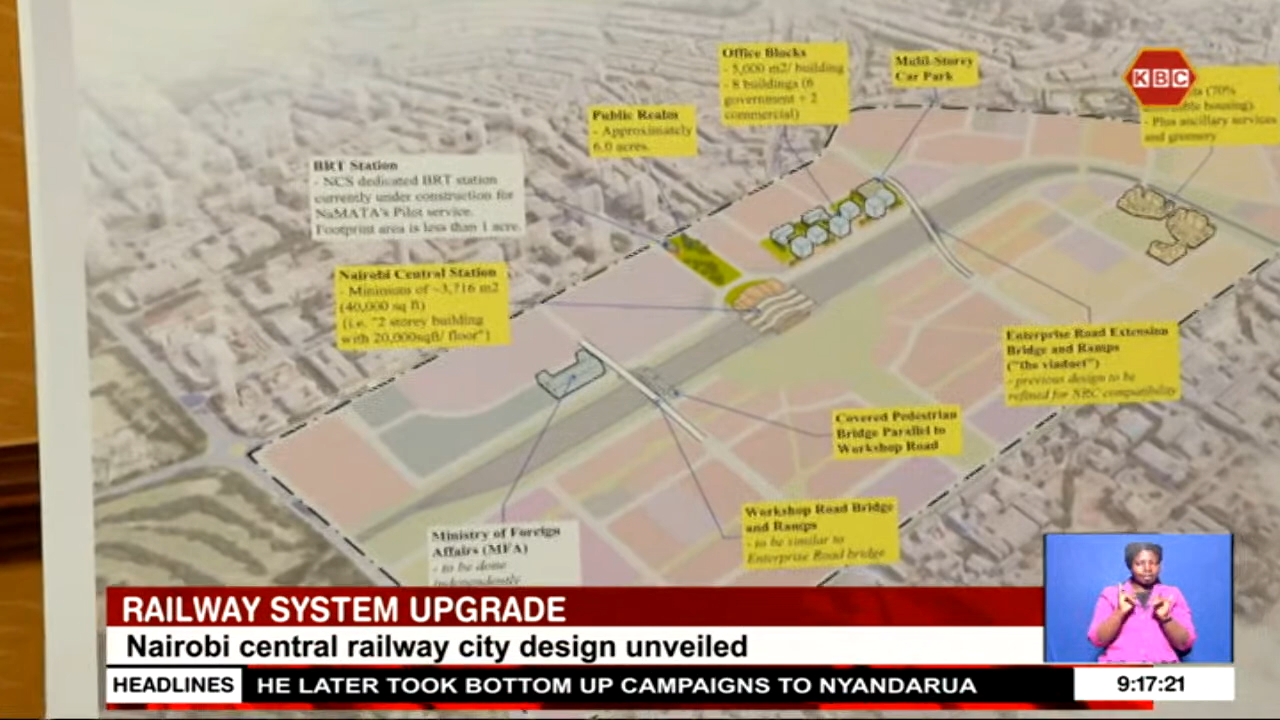 Office Blocks
- 5,000 m2/ building
- 8 buildings (6
government + 2
commercial)
Multi-Storey
Car Park
KBC
(70%
housing)
- Plus ancillary services
and greenery
Public Realm
- Approximately
6.0 acres.
BRT Station
- NCS dedicated BRT station
currently under construction for
NaMATA's Pilot service.
Footprint area is less than 1 acre.
Nairobi Central Station
- Minimum of ~3,716 m2
(40,000 sq ft)
(i.e. "2 storey building
with 20,000sqft/ floor")
Enterprise Road Extension
Bridge and Ramps
("the viaduct")
- previous design to be
refined for NRC compatibility
Covered Pedestrian
Bridge Parallel to
Workshop Road
Workshop Road Bridge
and Ramps
- to be similar to
Enterprise Road bridge
Ministry of Foreign
Affairs (MFA)
- to be done
independently
RAILWAY SYSTEM UPGRADE
Nairobi central railway city design unveiled
HEADLINES HE LATER TOOK BOTTOM UP CAMPAIGNS TO NYANDARUA 9:17:21